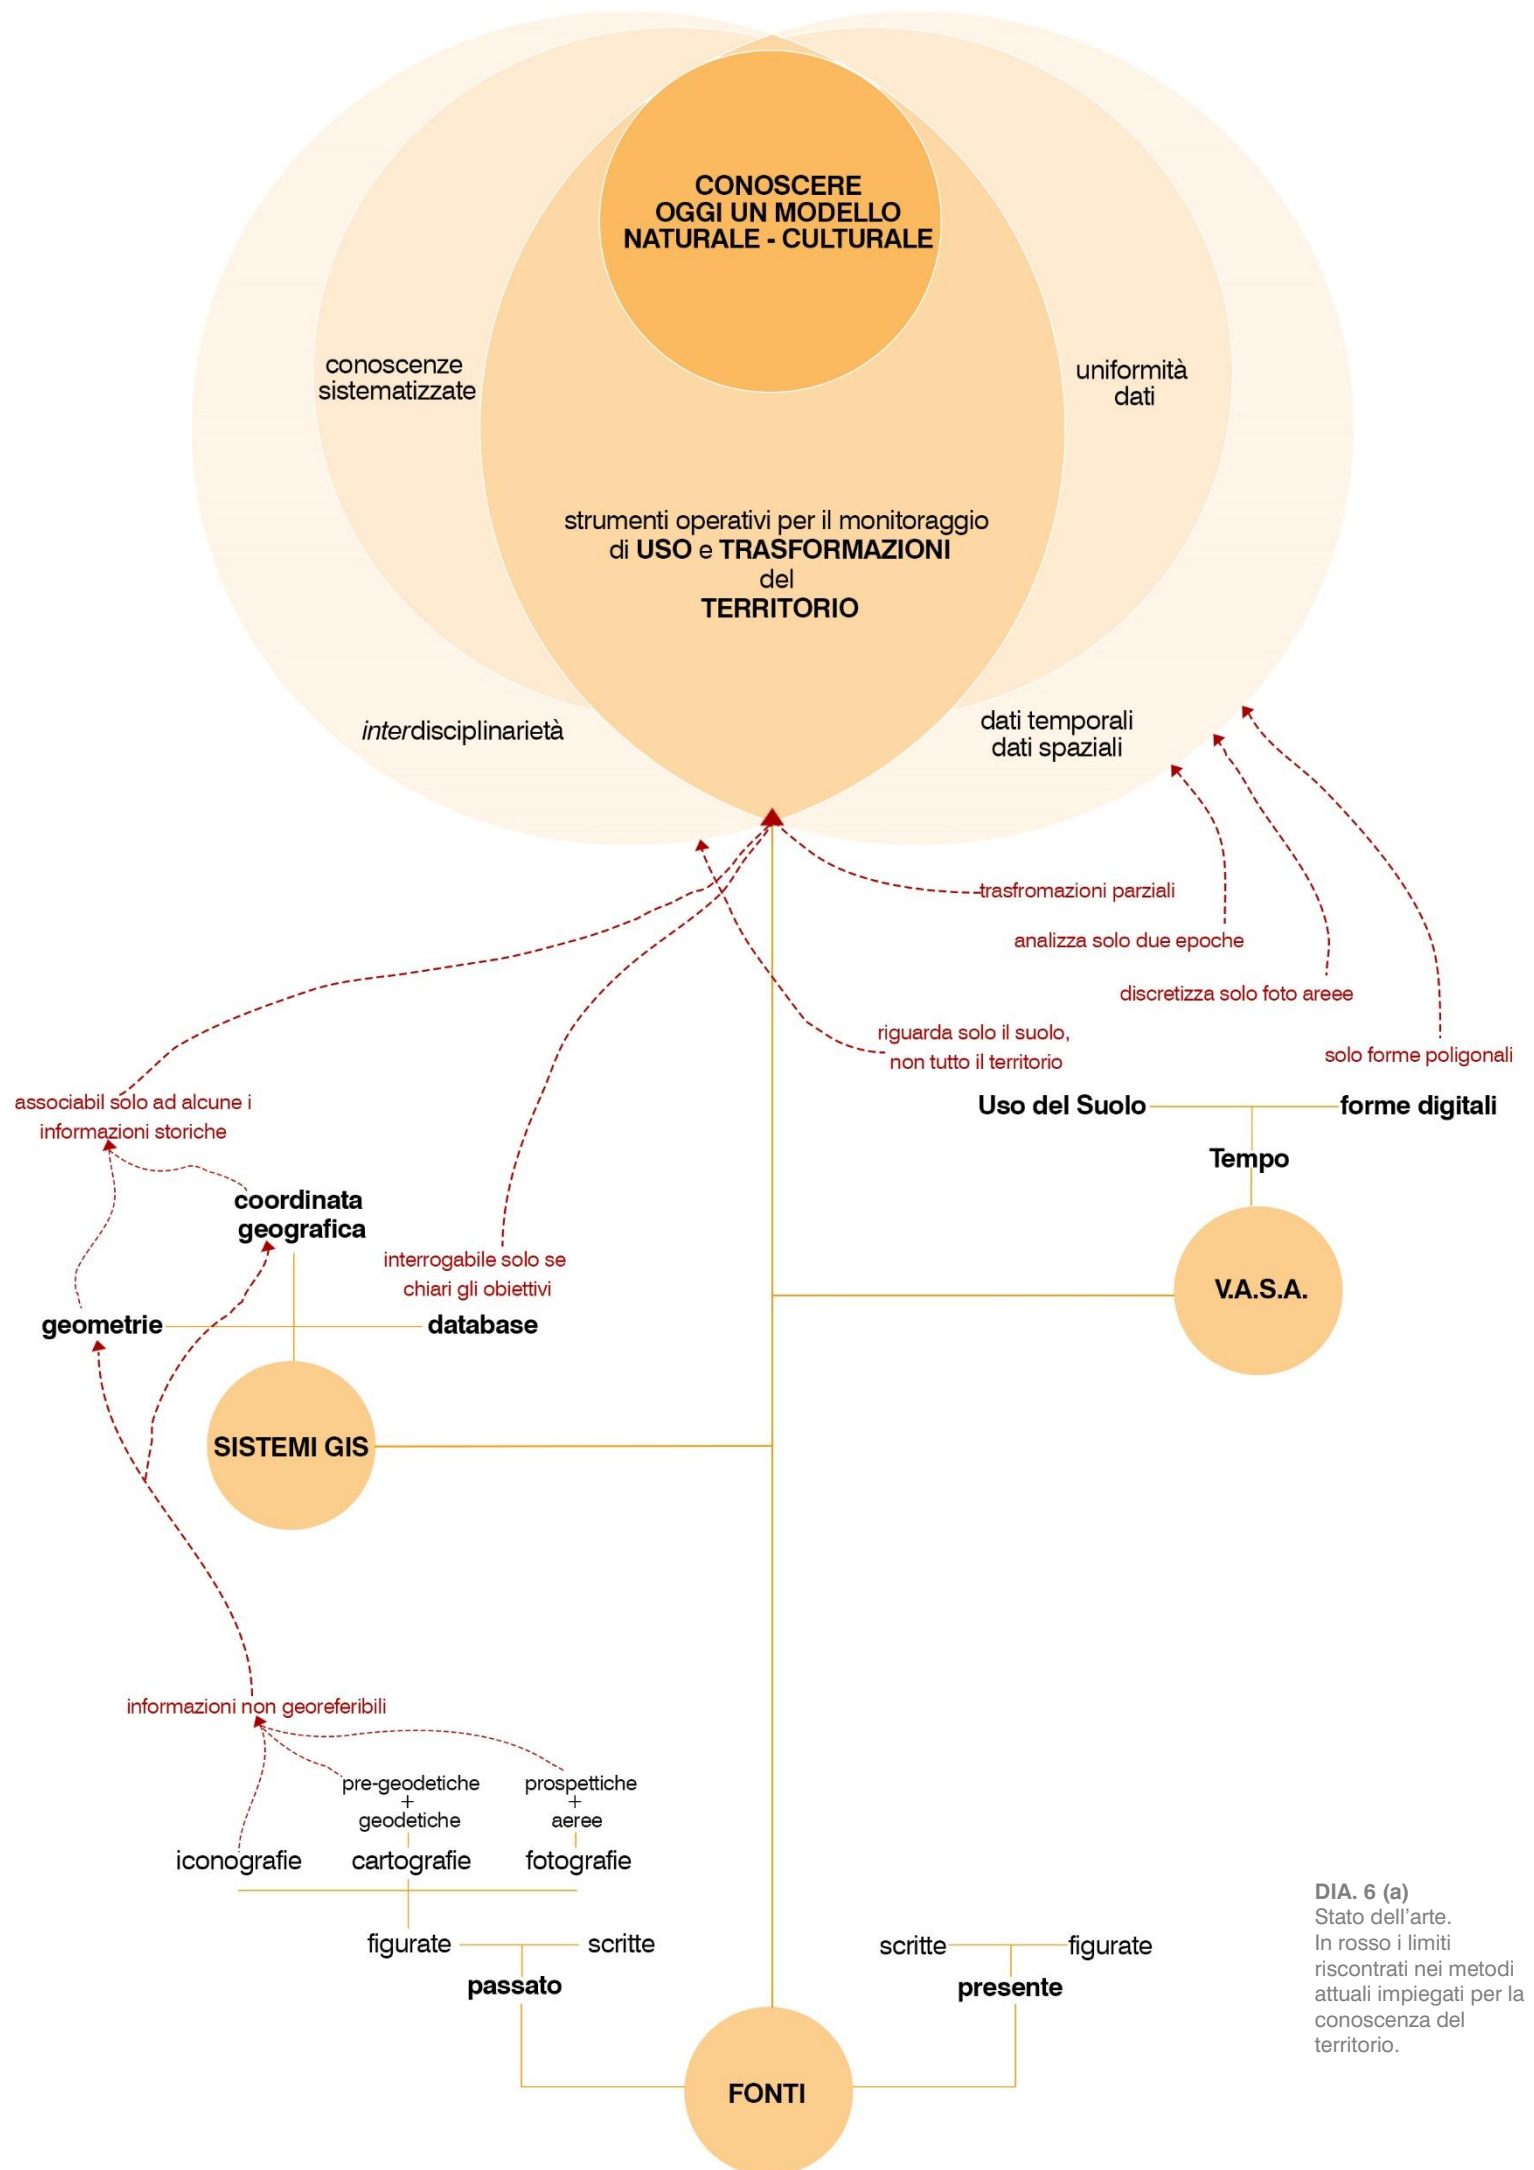 CONOSCERE
OGGI UN MODELLO
NATURALE - CULTURALE
conoscenze
sistematizzate
uniformità
dati
strumenti operativi per il monitoraggio
di USO e TRASFORMAZIONI
del
TERRITORIO
interdisciplinarietà
dati temporali
dati spaziali
trasfromazioni parziali
analizza solo due epoche
discretizza solo foto areee
riguarda solo il suolo,
non tutto il territorio
solo forme poligonali
associabil solo ad alcune i
informazioni storiche
Uso del Suolo
forme digitali
Tempo
coordinata
geografica
interrogabile solo se
chiari gli obiettivi
V.A.S.A.
geometrie
database
SISTEMI GIS
informazioni non georeferibili
pre-geodetiche
+
geodetiche
prospettiche
+
aeree
iconografie
cartografie
fotografie
figurate
scritte
passato
scritte
figurate
presente
FONTI
DIA. 6 (a)
Stato dell’arte.
In rosso i limiti
riscontrati nei metodi
attuali impiegati per la
conoscenza del
territorio.